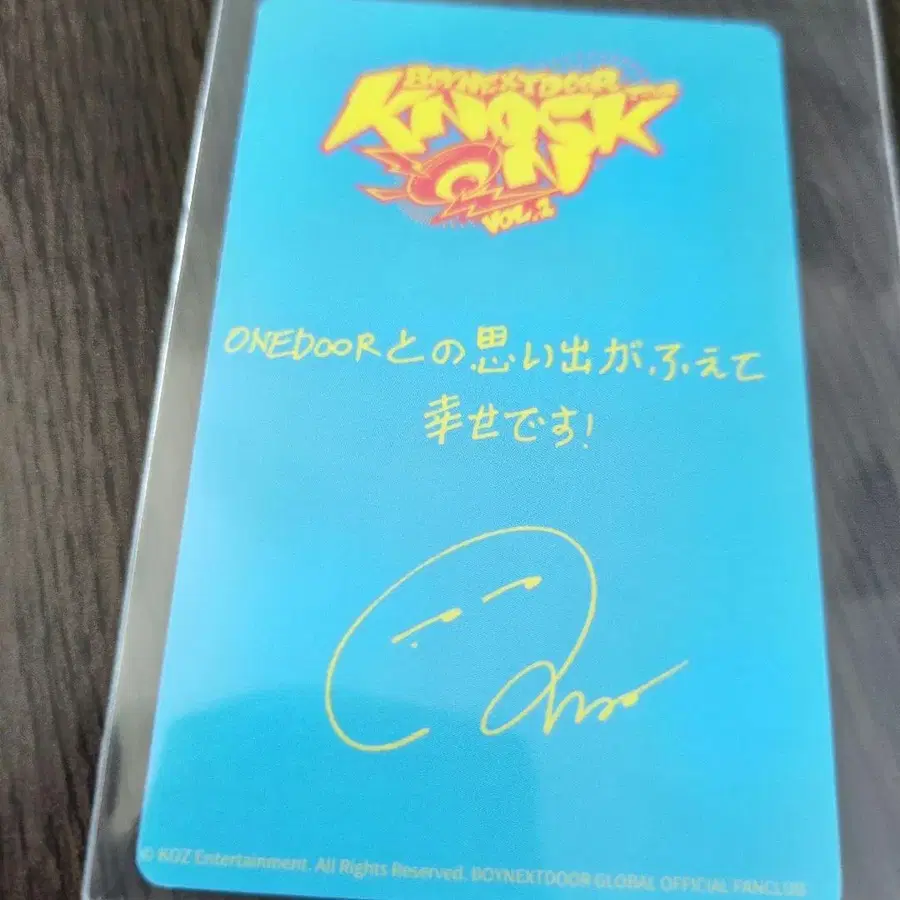 BOYNEXTDOOR TOUR
KNOCK
ON
VOL.1
ONEDOORとの思い出がふえて
幸せです!
© KOZ Entertainment. All Rights Reserved. BOYNEXTDOOR GLOBAL OFFICIAL FANCLUB